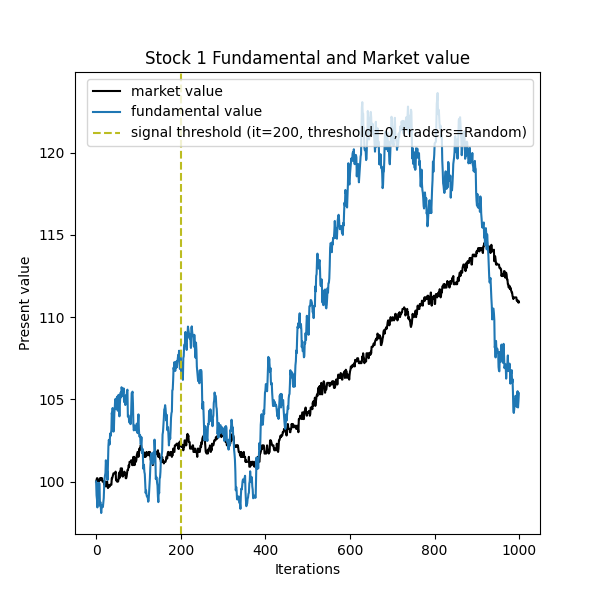 Stock 1 Fundamental and Market value
market value
fundamental value
signal threshold (it=200, threshold=0, traders=Random)
120
115
110
105
100
Present value
0 200 400 600 800 1000
Iterations